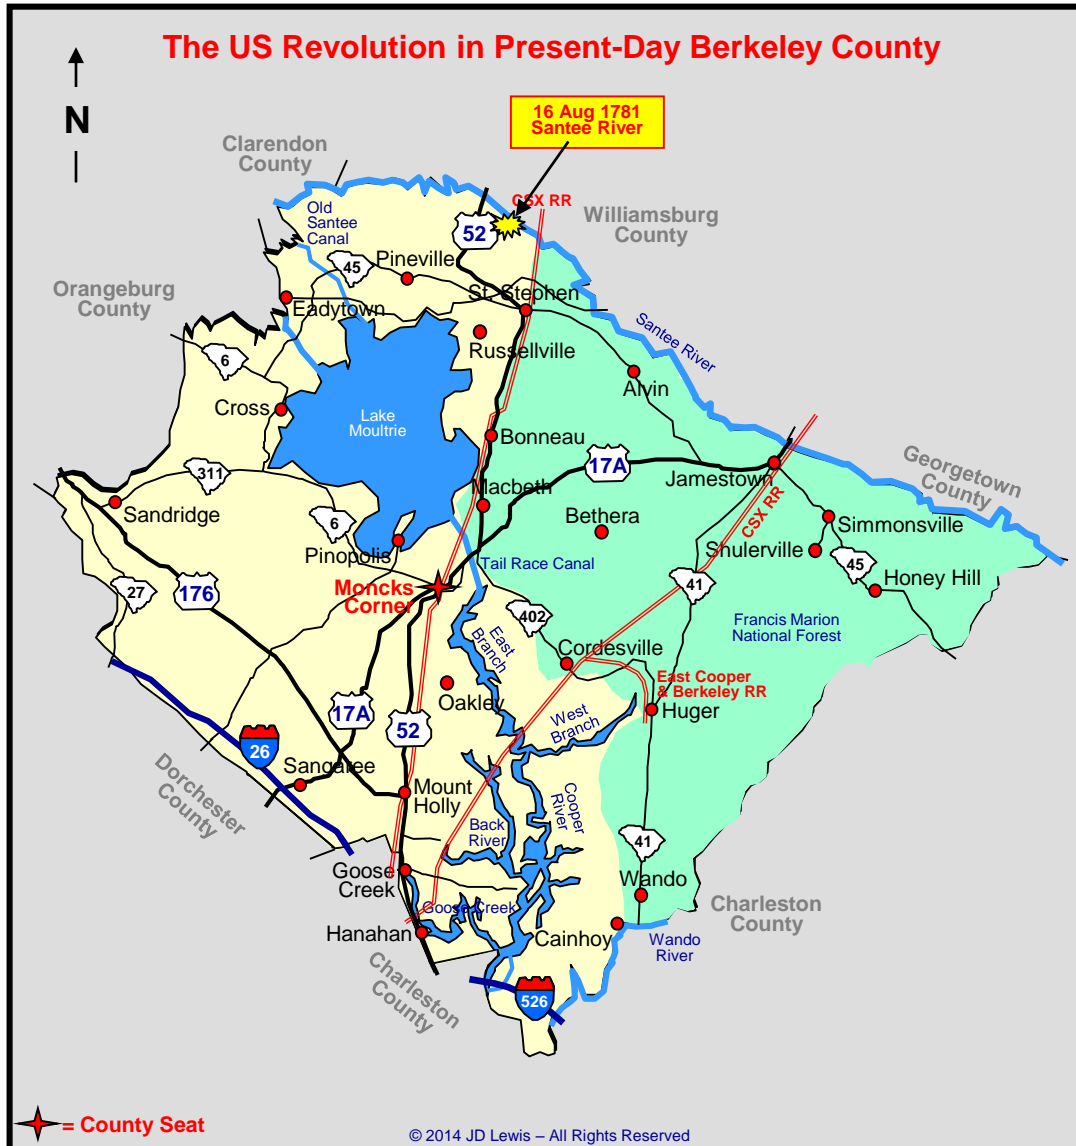 The US Revolution in Present-Day Berkeley County
N
16 Aug 1781
Santee River
Clarendon
County
CSX RR
Williamsburg
County
Old
Santee
Canal
52
Pineville
45
Orangeburg
County
Eadytown
St. Stephen
Santee River
Russellville
6
Alvin
Cross
Lake
Moultrie
Bonneau
17A
Jamestown
Georgetown
County
311
Macbeth
CSX RR
Sandridge
6
Bethera
Simmonsville
Pinopolis
Shulerville
Tail Race Canal
45
Honey Hill
27
176
Moncks
Corner
41
402
Francis Marion
National Forest
East
Branch
Cordesville
East Cooper
& Berkeley RR
Oakley
Huger
17A
52
West
Branch
26
Sangaree
Dorchester
County
Mount
Holly
Cooper
River
Back
River
41
Goose
Creek
Wando
Goose Creek
Charleston
County
Hanahan
Cainhoy
Wando
River
Charleston
County
526
= County Seat
© 2014 JD Lewis – All Rights Reserved